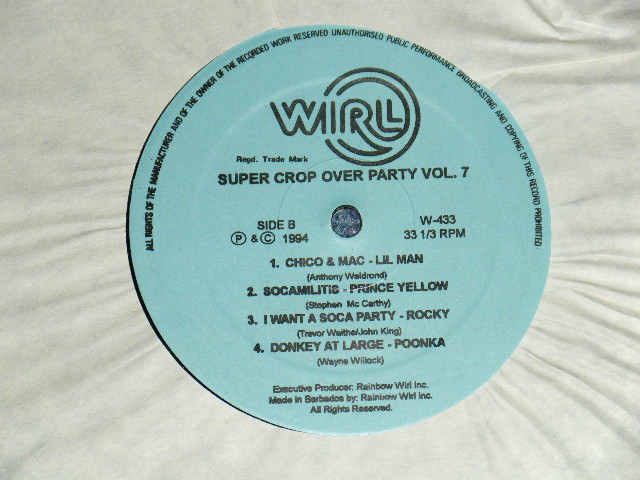 ALL RIGHTS OF THE MANUFACTURER AND OF THE OWNER OF THE RECORDED WORK RESERVED UNAUTHORISED PUBLIC PERFORMANCE BROADCASTING AND COPYING OF THIS RECORD PROHIBITED.
WIRL
Regd. Trade Mark
SUPER CROP OVER PARTY VOL. 7
SIDE B W-433
Ⓟ & © 1994 33 1/3 RPM
1. CHICO & MAC - LIL MAN
(Anthony Waldrond)
2. SOCAMILITIS - PRINCE YELLOW
(Stephen Mc Carthy)
3. I WANT A SOCA PARTY - ROCKY
(Trevor Waithe/John King)
4. DONKEY AT LARGE - POONKA
(Wayne Willock)
Executive Producer: Rainbow Wirl Inc.
Made in Barbados by: Rainbow Wirl Inc.
All Rights Reserved.